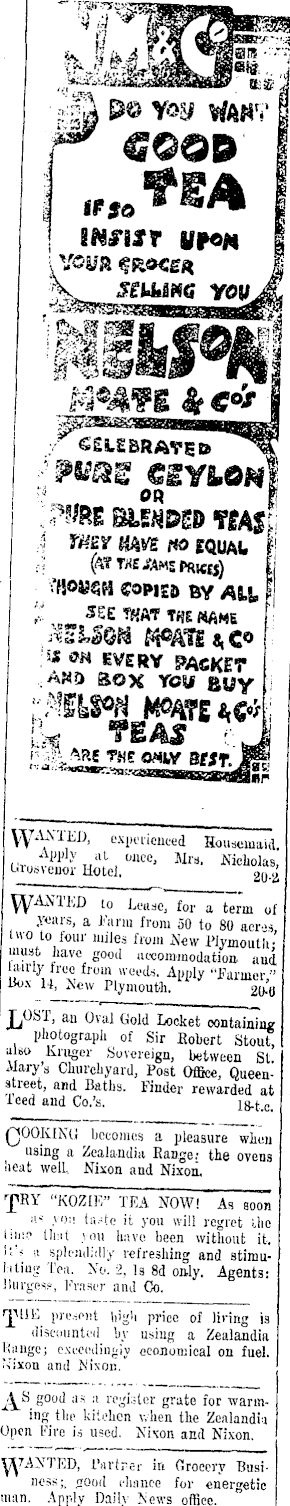 NM & Co
DO YOU WANT
GOOD
TEA
IF SO
INSIST UPON
YOUR GROCER
SELLING YOU
NELSON
MOATE & Co's
CELEBRATED
PURE CEYLON
OR
PURE BLENDED TEAS
THEY HAVE NO EQUAL
(AT THE SAME PRICES)
THOUGH COPIED BY ALL
SEE THAT THE NAME
NELSON MOATE & Co
IS ON EVERY PACKET
AND BOX YOU BUY
NELSON MOATE & Co's
TEAS
ARE THE ONLY BEST.
WANTED, experienced Housemaid.
Apply at once, Mrs. Nicholas,
Grosvenor Hotel. 20-2
WANTED to Lease, for a term of
years, a Farm from 50 to 80 acres,
two to four miles from New Plymouth;
must have good accommodation and
fairly free from weeds. Apply "Farmer,"
Box 14, New Plymouth. 20-6
LOST, an Oval Gold Locket containing
photograph of Sir Robert Stout,
also Kruger Sovereign, between St.
Mary's Churchyard, Post Office, Queen-
street, and Baths. Finder rewarded at
Teed and Co.'s. 18-t.c.
COOKING becomes a pleasure when
using a Zealandia Range; the ovens
heat well. Nixon and Nixon.
TRY "KOZIE" TEA NOW! As soon
as you taste it you will regret the
time that you have been without it.
It's a splendidly refreshing and stimu-
lating Tea. No. 2, 1s 8d only. Agents:
Burgess, Fraser and Co.
THE present high price of living is
discounted by using a Zealandia
Range; exceedingly economical on fuel.
Nixon and Nixon.
AS good as a register grate for warm-
ing the kitchen when the Zealandia
Open Fire is used. Nixon and Nixon.
WANTED, Partner in Grocery Busi-
ness; good chance for energetic
man. Apply Daily News office.